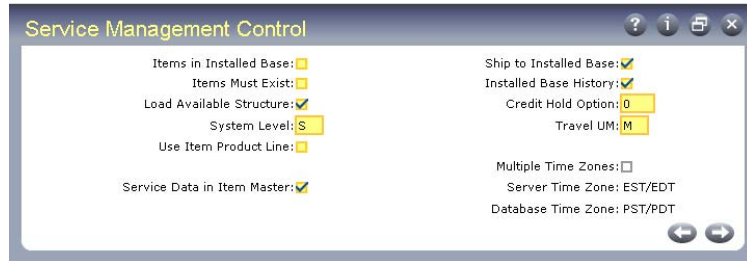 Service Management Control
Items in Installed Base:
Ship to Installed Base:
Items Must Exist:
Installed Base History:
Load Available Structure:
Credit Hold Option: 0
System Level: S
Travel UM: M
Use Item Product Line:
Multiple Time Zones:
Service Data in Item Master:
Server Time Zone: EST/EDT
Database Time Zone: PST/PDT